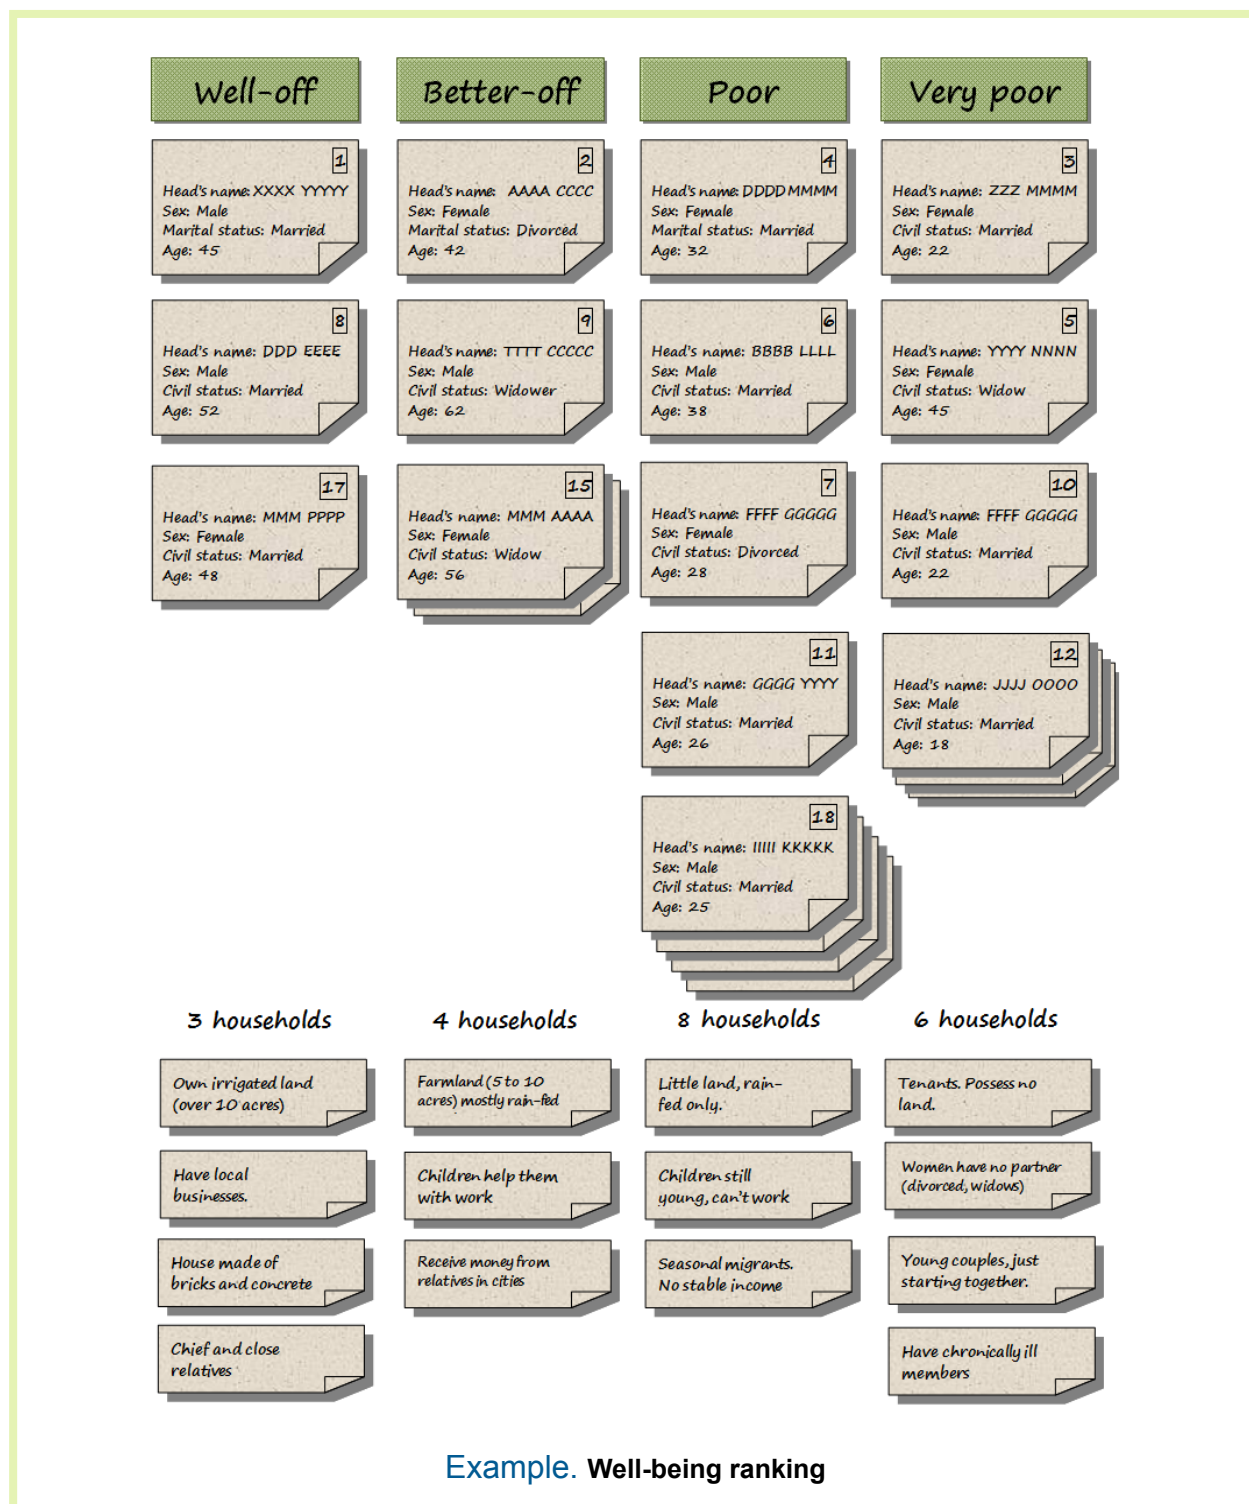 Well-off
Better-off
Poor
Very poor
1
Head's name: XXXX YYYYY
Sex: Male
Marital status: Married
Age: 45
2
Head's name: AAAA CCCC
Sex: Female
Marital status: Divorced
Age: 42
4
Head's name: DDDD MMMM
Sex: Female
Marital status: Married
Age: 32
3
Head's name: ZZZ MMMM
Sex: Female
Civil status: Married
Age: 22
8
Head's name: DDD EEEE
Sex: Male
Civil status: Married
Age: 52
9
Head's name: TTTT CCCCC
Sex: Male
Civil status: Widower
Age: 62
6
Head's name: BBBB LLLL
Sex: Male
Civil status: Married
Age: 38
5
Head's name: YYYY NNNN
Sex: Female
Civil status: Widow
Age: 45
17
Head's name: MMM PPPP
Sex: Female
Civil status: Married
Age: 48
15
Head's name: MMM AAAA
Sex: Female
Civil status: Widow
Age: 56
7
Head's name: FFFF GGGGG
Sex: Female
Civil status: Divorced
Age: 28
10
Head's name: FFFF GGGGG
Sex: Male
Civil status: Married
Age: 22
11
Head's name: GGGG YYYY
Sex: Male
Civil status: Married
Age: 26
12
Head's name: JJJJ OOOO
Sex: Male
Civil status: Married
Age: 18
18
Head's name: IIIII KKKKK
Sex: Male
Civil status: Married
Age: 25
3 households
4 households
8 households
6 households
Own irrigated land
(over 10 acres)
Farmland (5 to 10
acres) mostly rain-fed
Little land, rain-
fed only.
Tenants. Possess no
land.
Have local
businesses.
Children help them
with work
Children still
young, can't work
Women have no partner
(divorced, widows)
House made of
bricks and concrete
Receive money from
relatives in cities
Seasonal migrants.
No stable income
Young couples, just
starting together.
Chief and close
relatives
Have chronically ill
members
Example. Well-being ranking